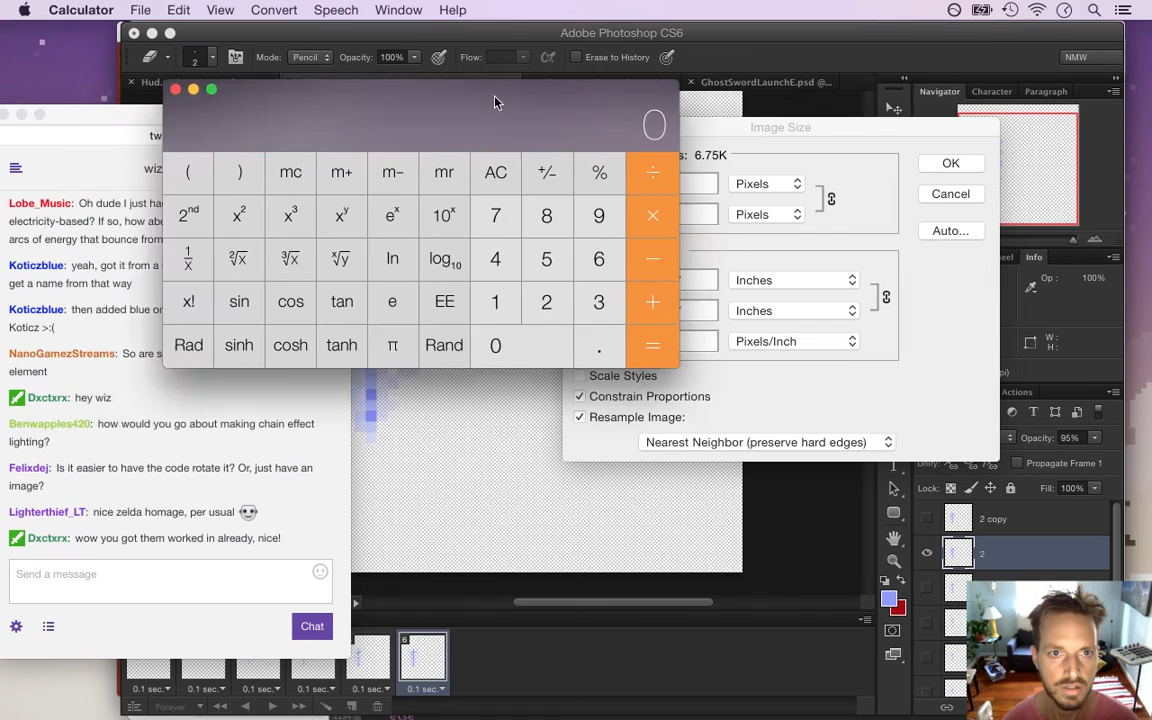 Calculator File Edit View Convert Speech Window Help
Adobe Photoshop CS6
2 Mode: Pencil Opacity: 100% Flow: Erase to History NMW
Hud. GhostSwordLaunchE.psd @...
Navigator Character Paragraph
0
( ) mc m+ m- mr AC +/- % ÷
2nd x² x³ xʸ eˣ 10ˣ 7 8 9 ×
1/x ²√x ³√x ˣ√y ln log10 4 5 6 −
x! sin cos tan e EE 1 2 3 +
Rad sinh cosh tanh π Rand 0 . =
Image Size
s: 6.75K
Pixels
Pixels
OK
Cancel
Auto...
Inches
Inches
Pixels/Inch
Scale Styles
Constrain Proportions
Resample Image:
Nearest Neighbor (preserve hard edges)
Info
Op : 100%
W :
H :
Actions
Opacity: 95%
Unify: Propagate Frame 1
Lock: Fill: 100%
2 copy
2
tw
wiz
Lobe_Music: Oh dude I just ha
electricity-based? If so, how abo
arcs of energy that bounce from
Koticzblue: yeah, got it from a
get a name from that way
Koticzblue: then added blue on
Koticz >:(
NanoGamezStreams: So are s
element
Dxctxrx: hey wiz
Benwapples420: how would you go about making chain effect
lighting?
Felixdej: Is it easier to have the code rotate it? Or, just have an
image?
Lighterthief_LT: nice zelda homage, per usual
Dxctxrx: wow you got them worked in already, nice!
Send a message
Chat
6
0.1 sec. 0.1 sec. 0.1 sec. 0.1 sec. 0.1 sec. 0.1 sec.
Forever
else